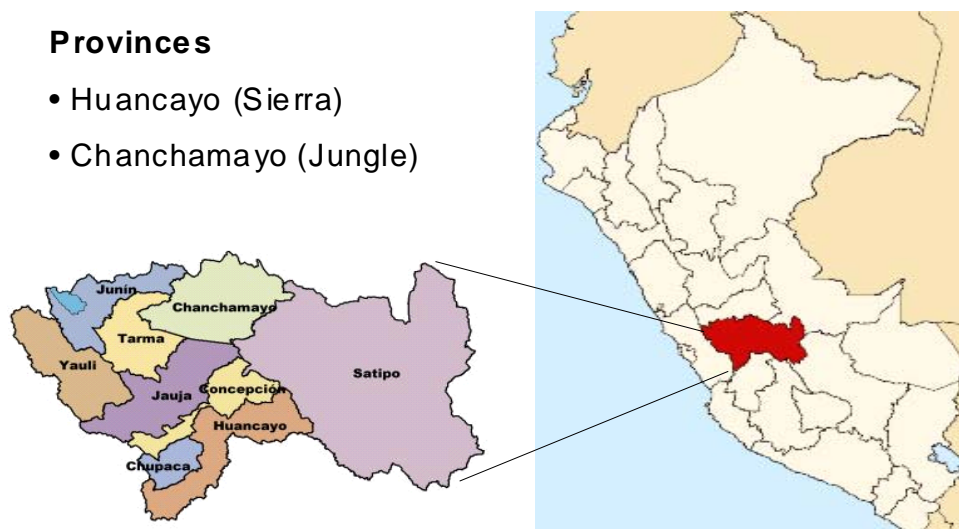 Provinces
• Huancayo (Sierra)
• Chanchamayo (Jungle)
Junín
Chanchamayo
Tarma
Yauli
Satipo
Jauja
Concepción
Huancayo
Chupaca